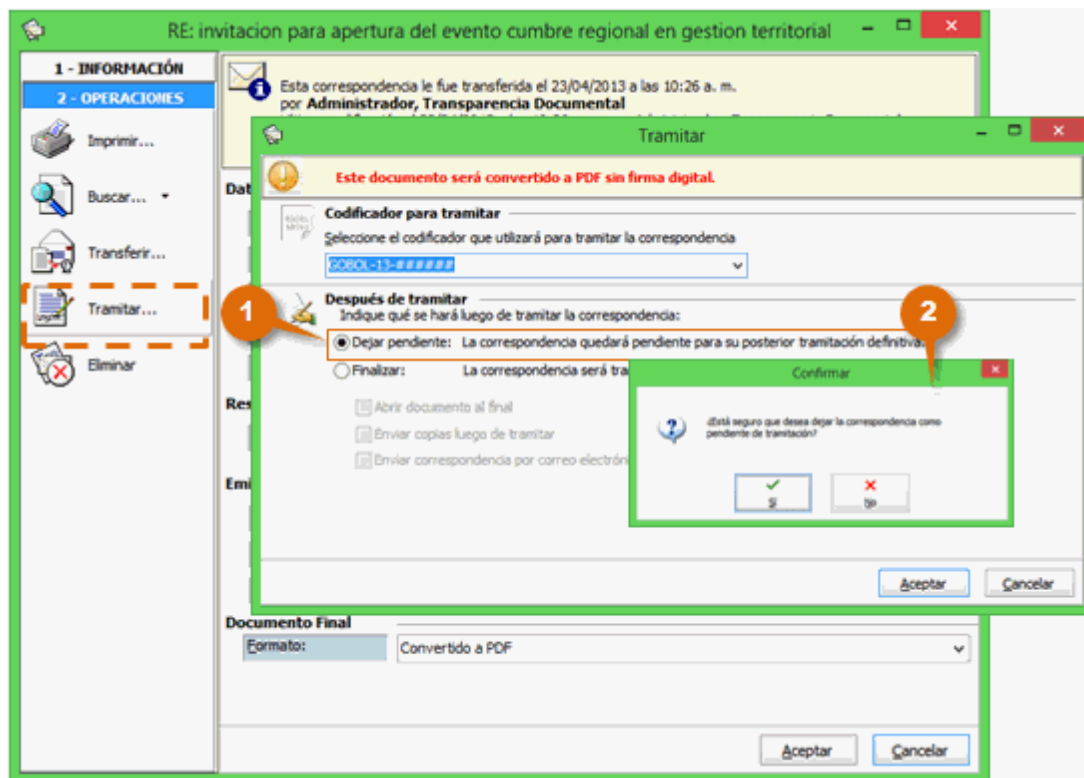 RE: invitacion para apertura del evento cumbre regional en gestion territorial
1 - INFORMACIÓN
2 - OPERACIONES
Imprimir...
Buscar...
Transferir...
Tramitar...
Eliminar
Esta correspondencia le fue transferida el 23/04/2013 a las 10:26 a. m.
por Administrador, Transparencia Documental
Dat
Res
Emi
Tramitar
Este documento será convertido a PDF sin firma digital.
Codificador para tramitar
Seleccione el codificador que utilizará para tramitar la correspondencia
GOBOL-13-######
Después de tramitar
Indique qué se hará luego de tramitar la correspondencia:
1
2
Dejar pendiente: La correspondencia quedará pendiente para su posterior tramitación definitiva.
Finalizar: La correspondencia será tra
Abrir documento al final
Enviar copias luego de tramitar
Enviar correspondencia por correo electrón
Confirmar
¿Está seguro que desea dejar la correspondencia como
pendiente de tramitación?
Aceptar Cancelar
Documento Final
Formato: Convertido a PDF
Aceptar Cancelar